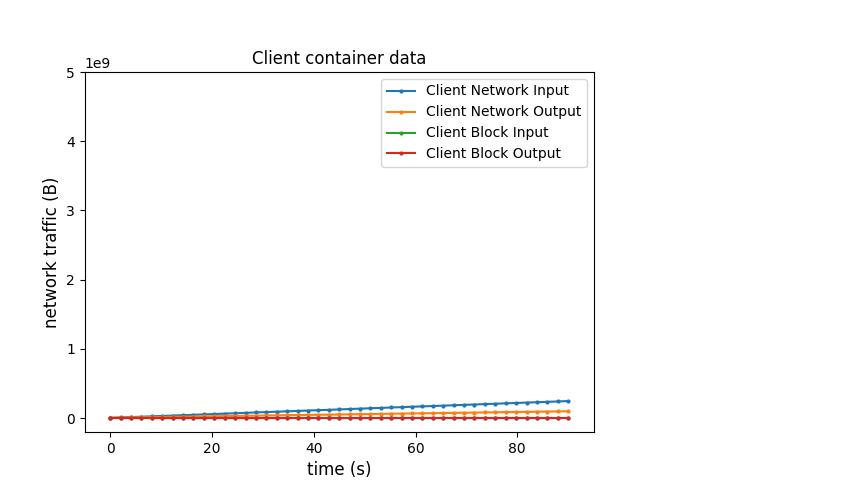 Client container data
1e9
5
4
3
2
1
0
network traffic (B)
Client Network Input
Client Network Output
Client Block Input
Client Block Output
0 20 40 60 80
time (s)